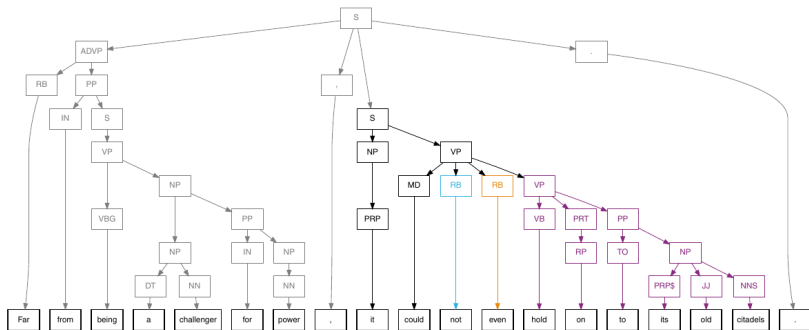 S
ADVP .
RB PP ,
IN S S
VP NP VP
NP MD RB RB VP
VBG PP PRP VB PRT PP
NP IN NP RP TO NP
DT NN NN PRP$ JJ NNS
Far from being a challenger for power , it could not even hold on to its old citadels .